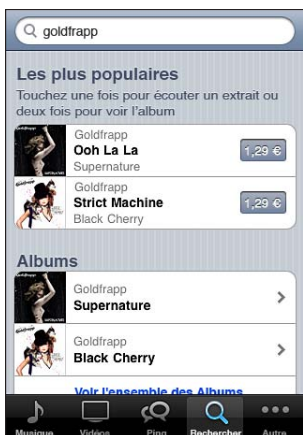 goldfrapp
Les plus populaires
Touchez une fois pour écouter un extrait ou
deux fois pour voir l'album
Goldfrapp
Ooh La La
Supernature
1,29 €
Goldfrapp
Strict Machine
Black Cherry
1,29 €
Albums
Goldfrapp
Supernature
Goldfrapp
Black Cherry
Voir l'ensemble des Albums
Musique Vidéos Ping Rechercher Autre